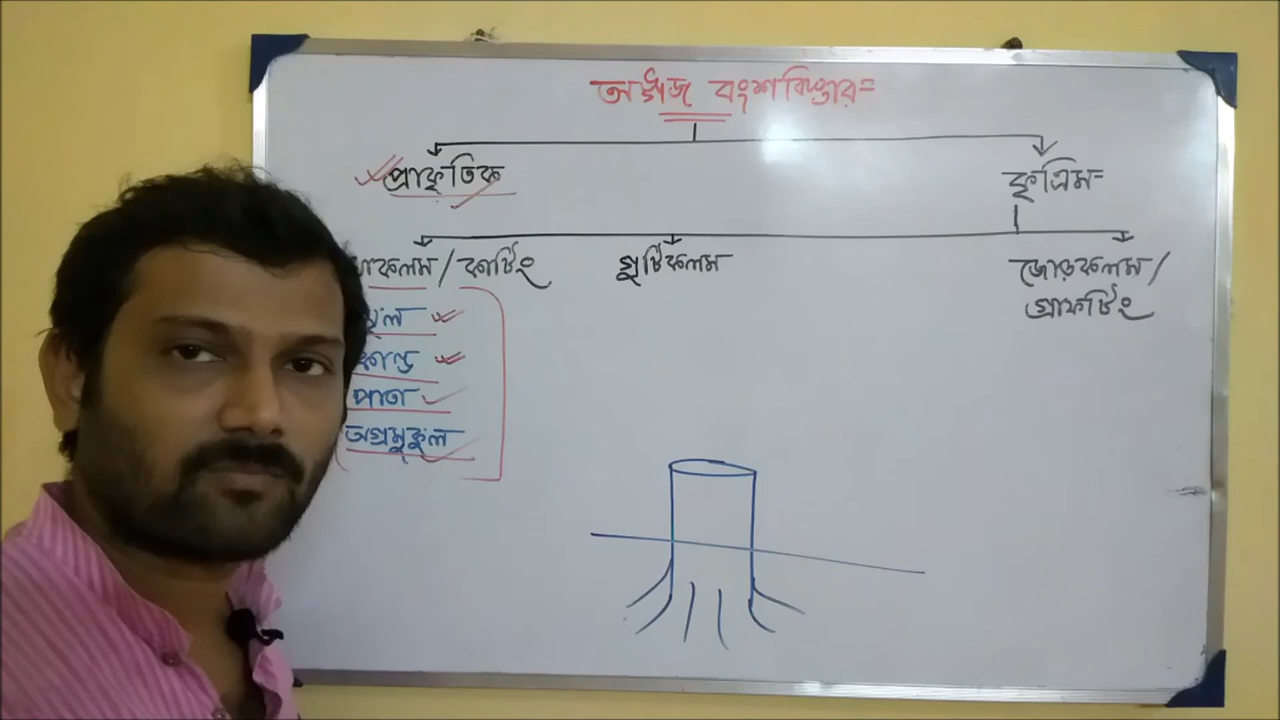 অঙ্গজ বংশবিস্তার=
প্রাকৃতিক
কৃত্রিম=
কলম / কাটিং
গুটিকলম
জোড়কলম /
গ্রাফটিং
মূল
কান্ড
পাতা
অগ্রমুকুল